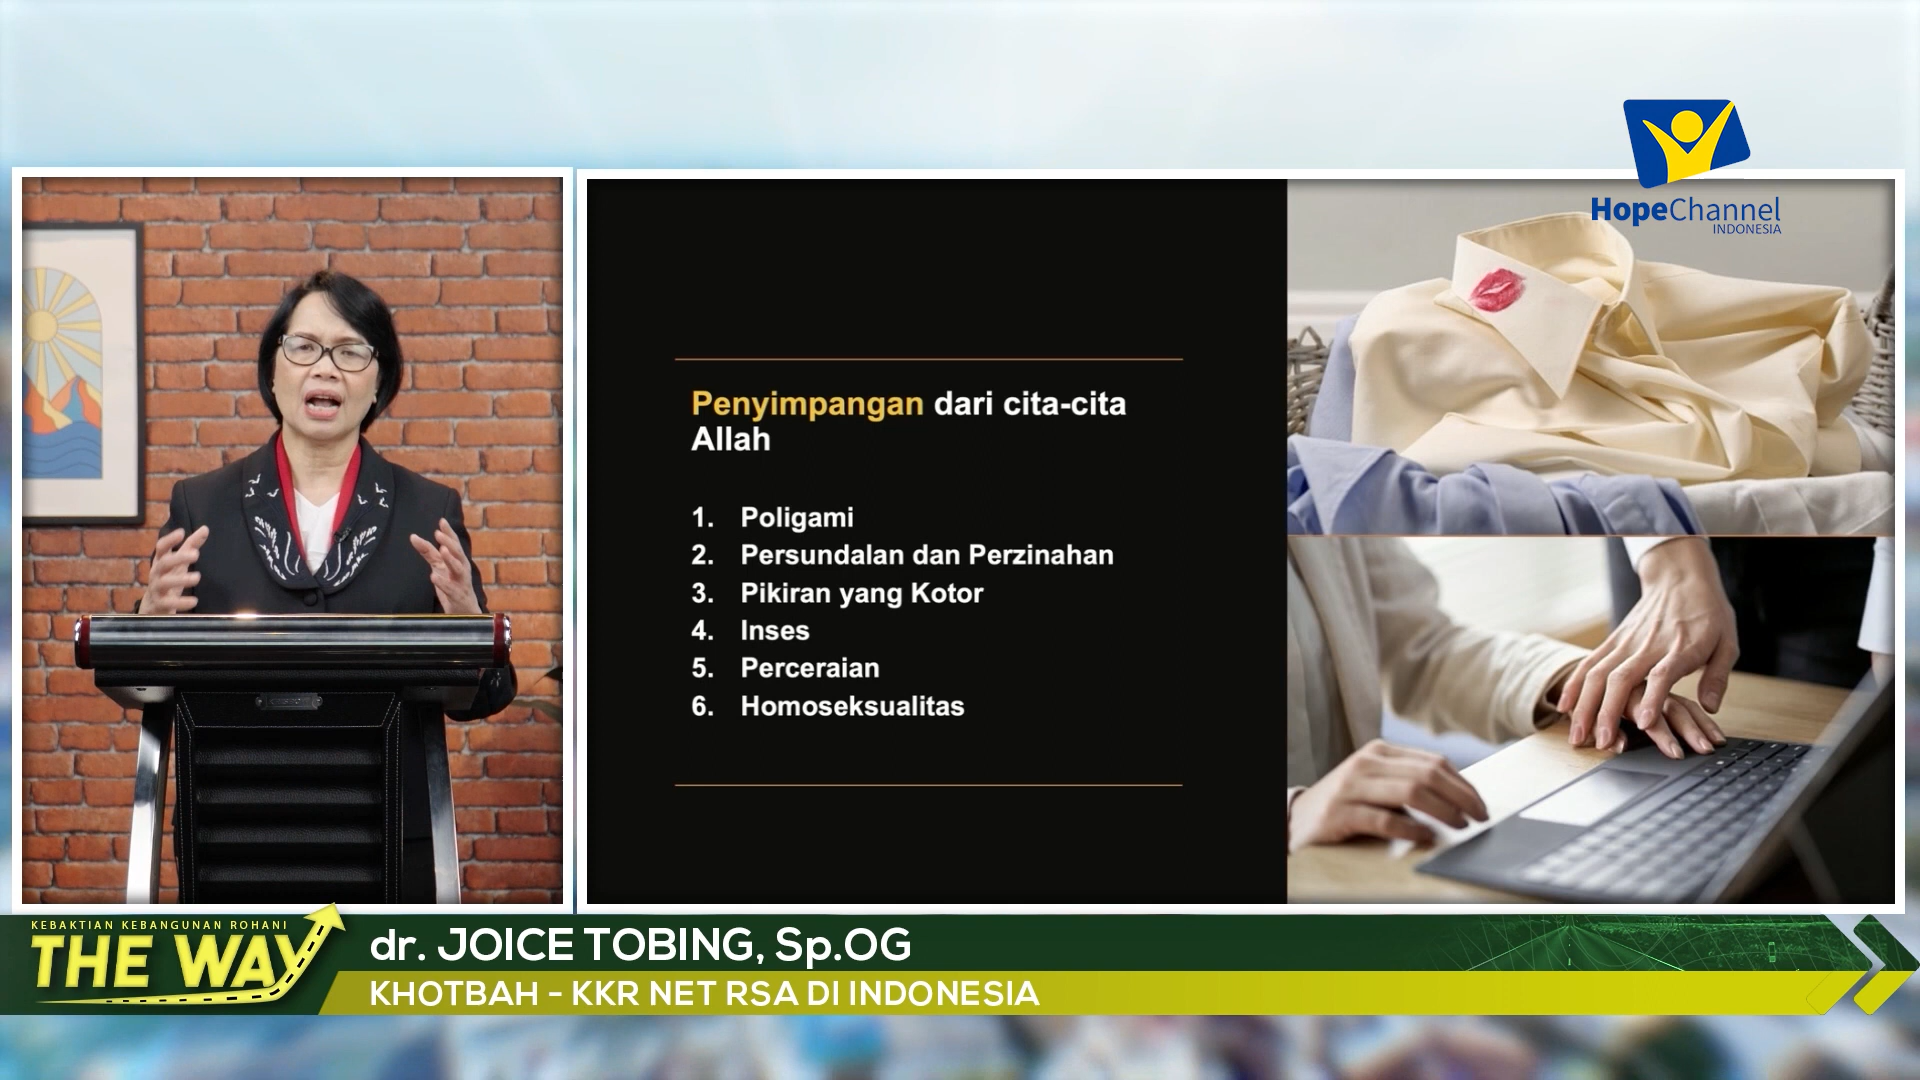 HopeChannel
INDONESIA
Penyimpangan dari cita-cita
Allah
1. Poligami
2. Persundalan dan Perzinahan
3. Pikiran yang Kotor
4. Inses
5. Perceraian
6. Homoseksualitas
KEBAKTIAN KEBANGUNAN ROHANI
THE WAY
dr. JOICE TOBING, Sp.OG
KHOTBAH - KKR NET RSA DI INDONESIA